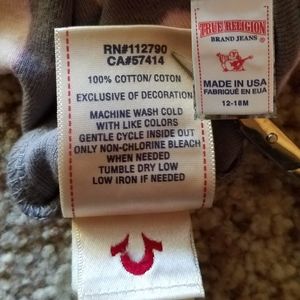 RN#112790
CA#57414
100% COTTON/ COTON
EXCLUSIVE OF DECORATION
MACHINE WASH COLD
WITH LIKE COLORS
GENTLE CYCLE INSIDE OUT
ONLY NON-CHLORINE BLEACH
WHEN NEEDED
TUMBLE DRY LOW
LOW IRON IF NEEDED
TRUE RELIGION
BRAND JEANS
MADE IN USA
FABRIQUÉ EN EUA
12-18M